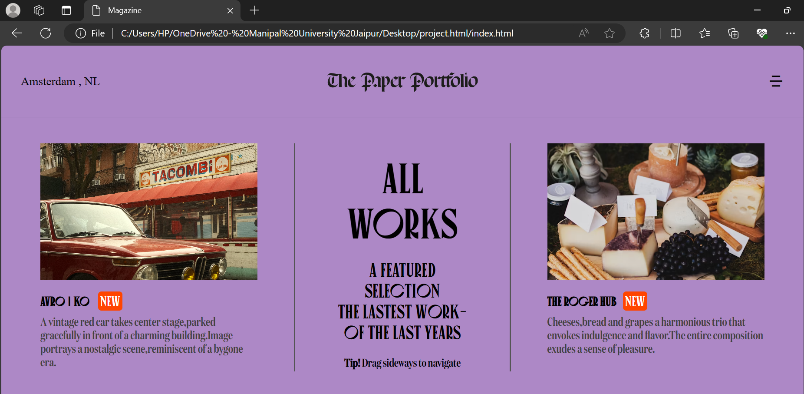 Magazine
File
C:/Users/HP/OneDrive%20-%20Manipal%20University%20Jaipur/Desktop/project.html/index.html
Amsterdam , NL
The Paper Portfolio
TACOMBI
AVRO | KO NEW
A vintage red car takes center stage,parked
gracefully in front of a charming building.Image
portrays a nostalgic scene,reminiscent of a bygone
era.
ALL
WORKS
A FEATURED
SELECTION
THE LASTEST WORK-
OF THE LAST YEARS
Tip! Drag sideways to navigate
THE ROGER HUB NEW
Cheeses,bread and grapes a harmonious trio that
envokes indulgence and flavor.The entire composition
exudes a sense of pleasure.